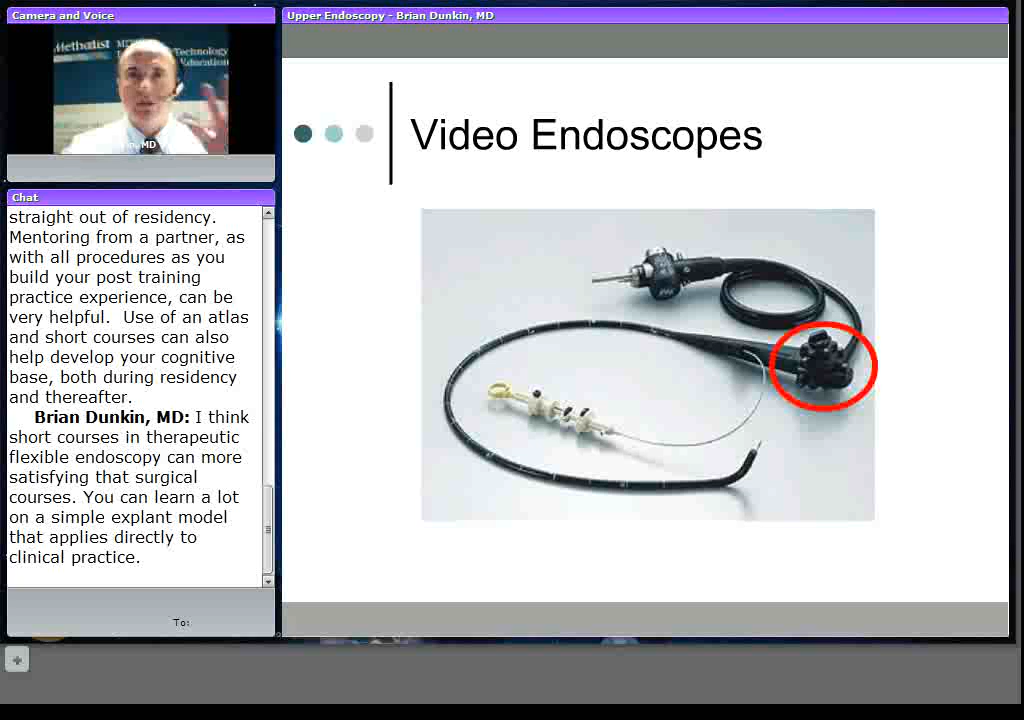 Camera and Voice
Upper Endoscopy - Brian Dunkin, MD
Methodist
Technology
Education
MD
Video Endoscopes
Chat
straight out of residency.
Mentoring from a partner, as
with all procedures as you
build your post training
practice experience, can be
very helpful. Use of an atlas
and short courses can also
help develop your cognitive
base, both during residency
and thereafter.
Brian Dunkin, MD: I think
short courses in therapeutic
flexible endoscopy can more
satisfying that surgical
courses. You can learn a lot
on a simple explant model
that applies directly to
clinical practice.
To: